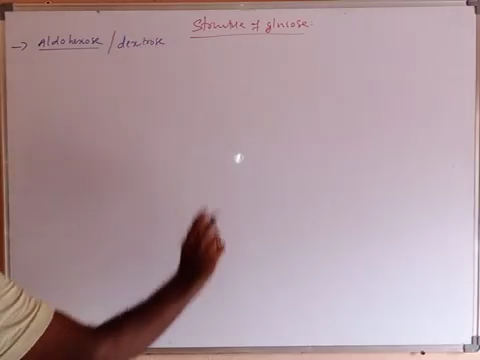 Structure of glucose.
→ Aldohexose / dextrose